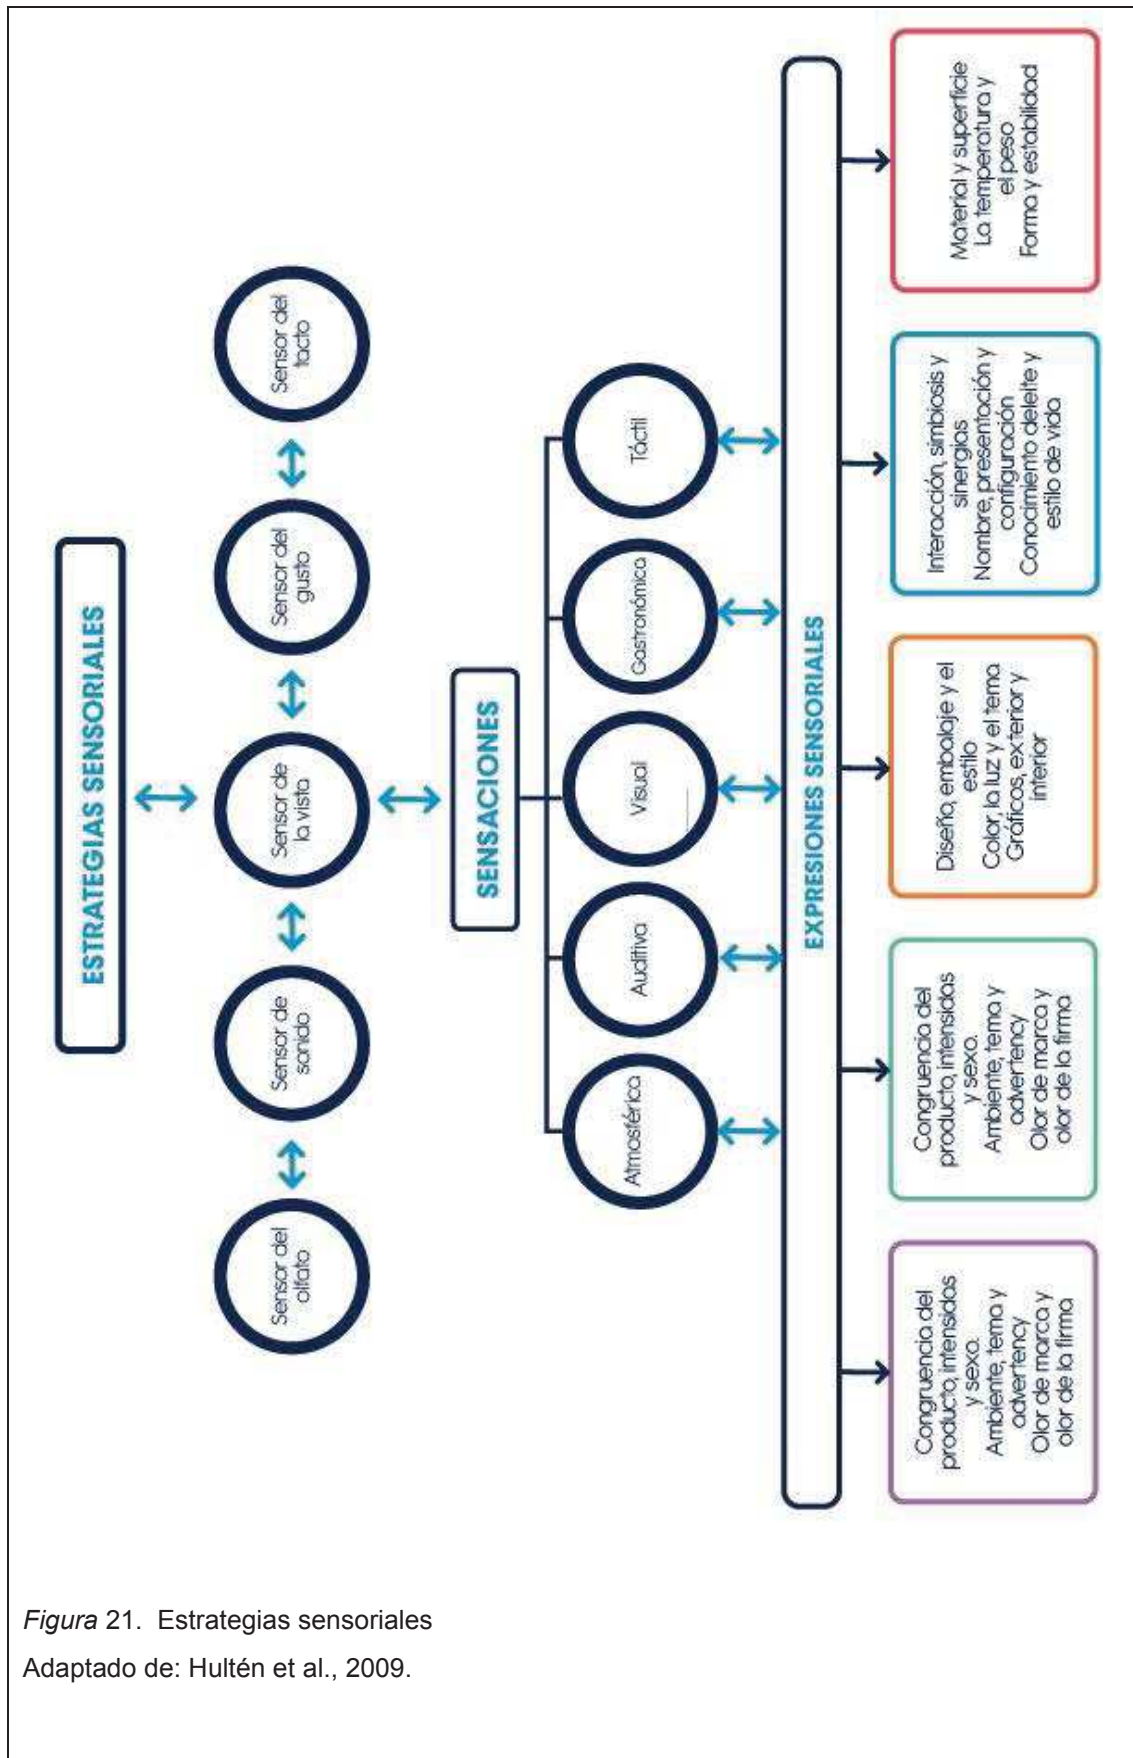 ESTRATEGIAS SENSORIALES
Sensor del
olfato
Sensor de
sonido
Sensor de
la vista
Sensor del
gusto
Sensor del
tacto
SENSACIONES
Atmosférica
Auditiva
Visual
Gastronómica
Táctil
EXPRESIONES SENSORIALES
Congruencia del
producto, intensidas
y sexo.
Ambiente, tema y
advertency
Olor de marca y
olor de la firma
Congruencia del
producto, intensidas
y sexo.
Ambiente, tema y
advertency
Olor de marca y
olor de la firma
Diseño, embalaje y el
estilo
Color, la luz y el tema
Gráficos, exterior y
interior
Interacción, simbiosis y
sinergias
Nombre, presentación y
configuración
Conocimiento deleite y
estilo de vida
Material y superficie
La temperatura y
el peso
Forma y estabilidad
Figura 21. Estrategias sensoriales
Adaptado de: Hultén et al., 2009.